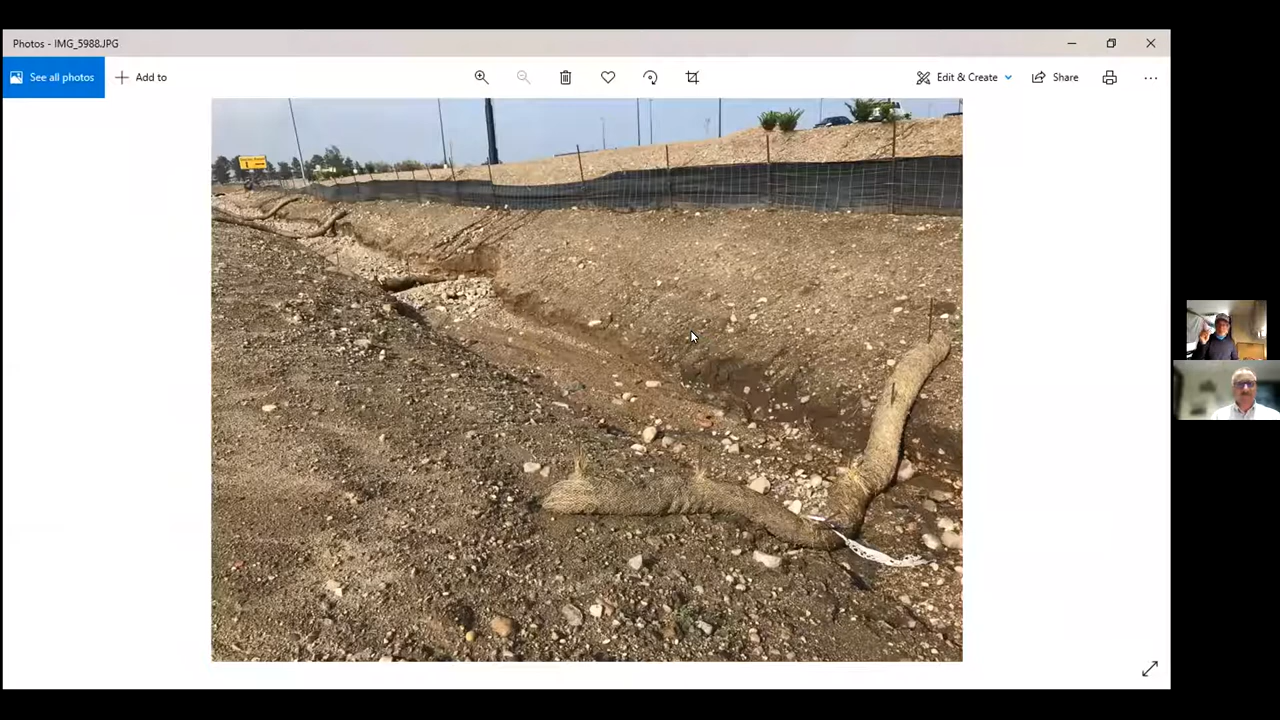 Photos - IMG_5988.JPG
See all photos
Add to
Edit & Create
Share